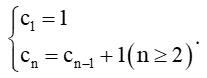 c₁ = 1
cₙ = cₙ₋₁ + 1(n ≥ 2).